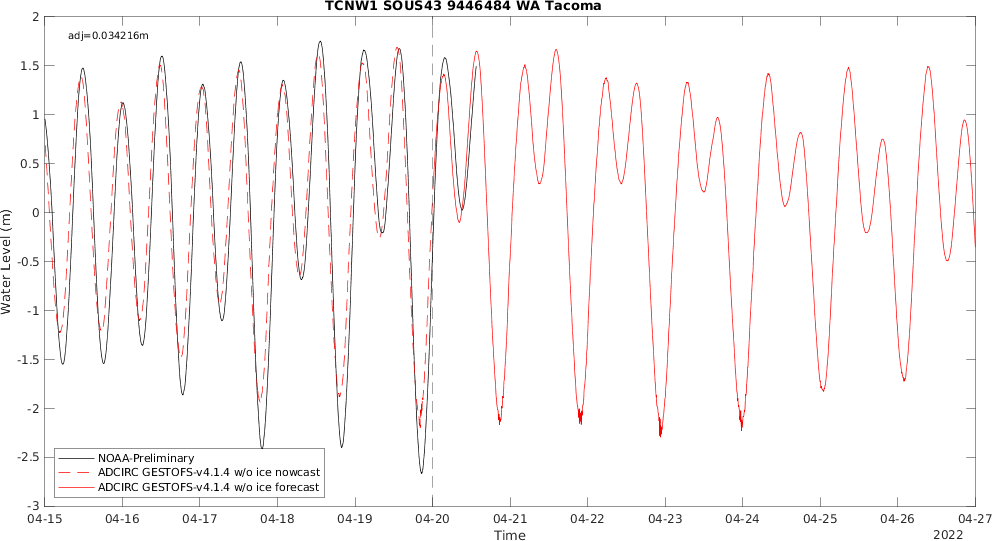 TCNW1 SOUS43 9446484 WA Tacoma
adj=0.034216m
Water Level (m)
2
1.5
1
0.5
0
-0.5
-1
-1.5
-2
-2.5
-3
NOAA-Preliminary
ADCIRC GESTOFS-v4.1.4 w/o ice nowcast
ADCIRC GESTOFS-v4.1.4 w/o ice forecast
04-15 04-16 04-17 04-18 04-19 04-20 04-21 04-22 04-23 04-24 04-25 04-26 04-27
Time
2022